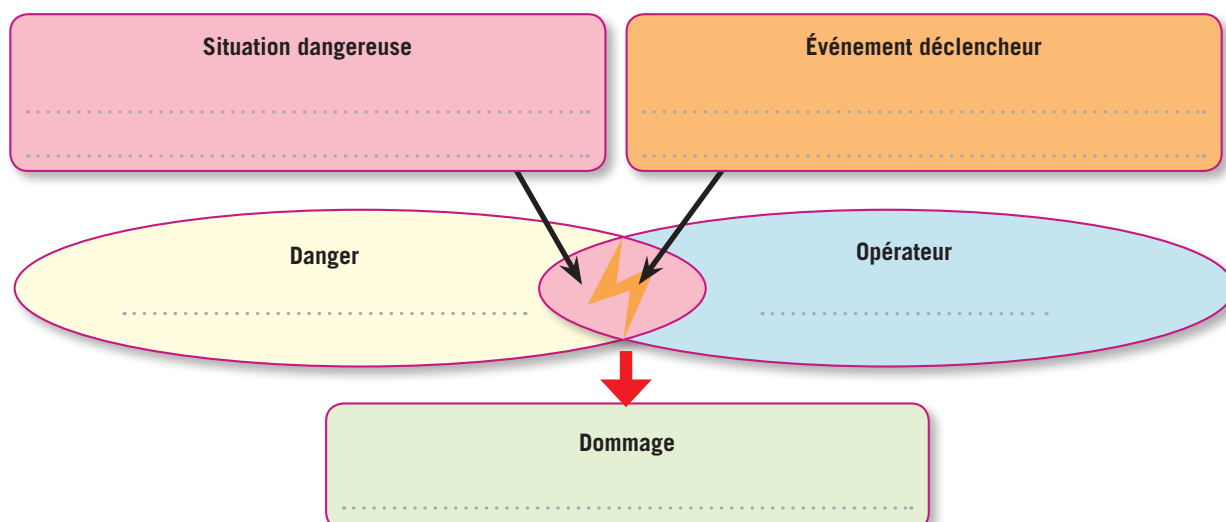 Situation dangereuse
Événement déclencheur
Danger
Opérateur
Dommage